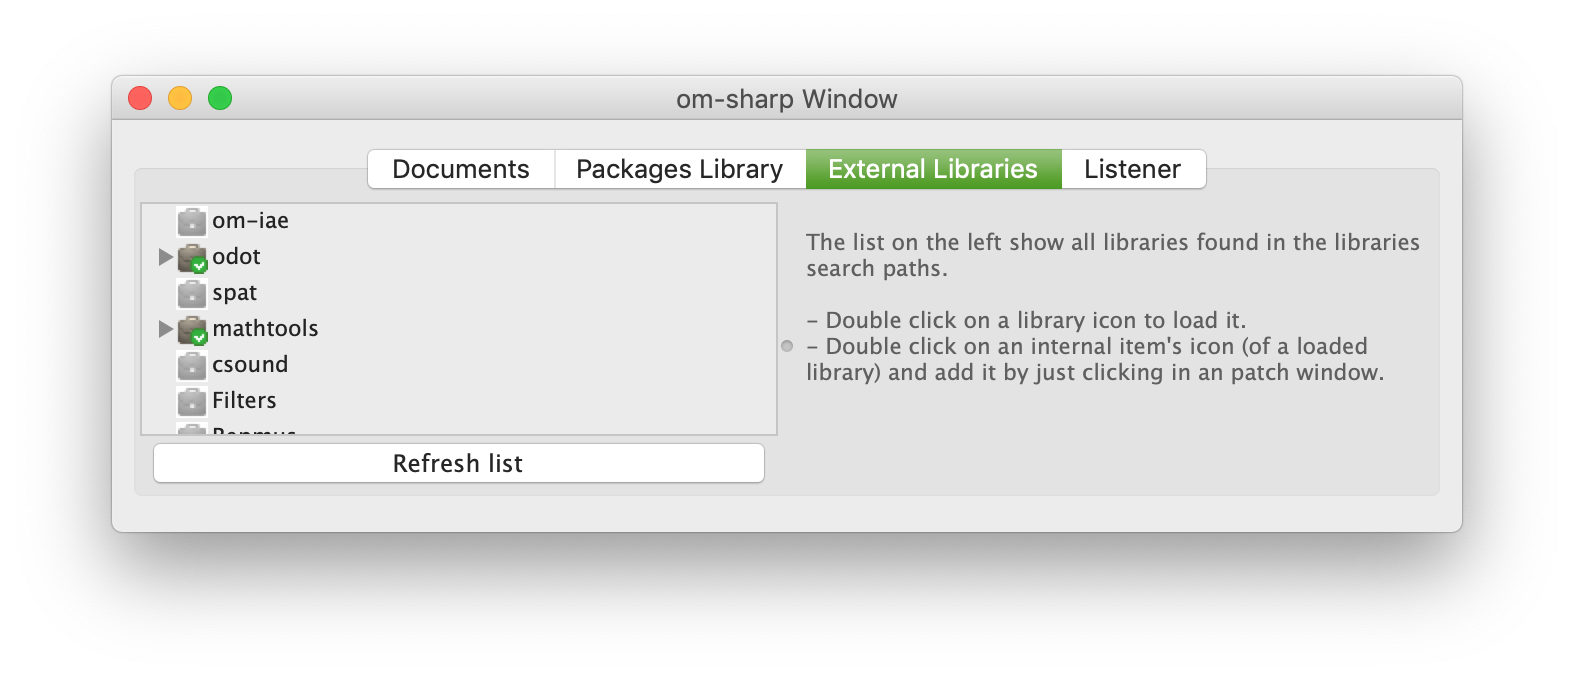 om-sharp Window
Documents
Packages Library
External Libraries
Listener
om-iae
odot
spat
mathtools
csound
Filters
Refresh list
The list on the left show all libraries found in the libraries
search paths.
- Double click on a library icon to load it.
- Double click on an internal item's icon (of a loaded
library) and add it by just clicking in an patch window.